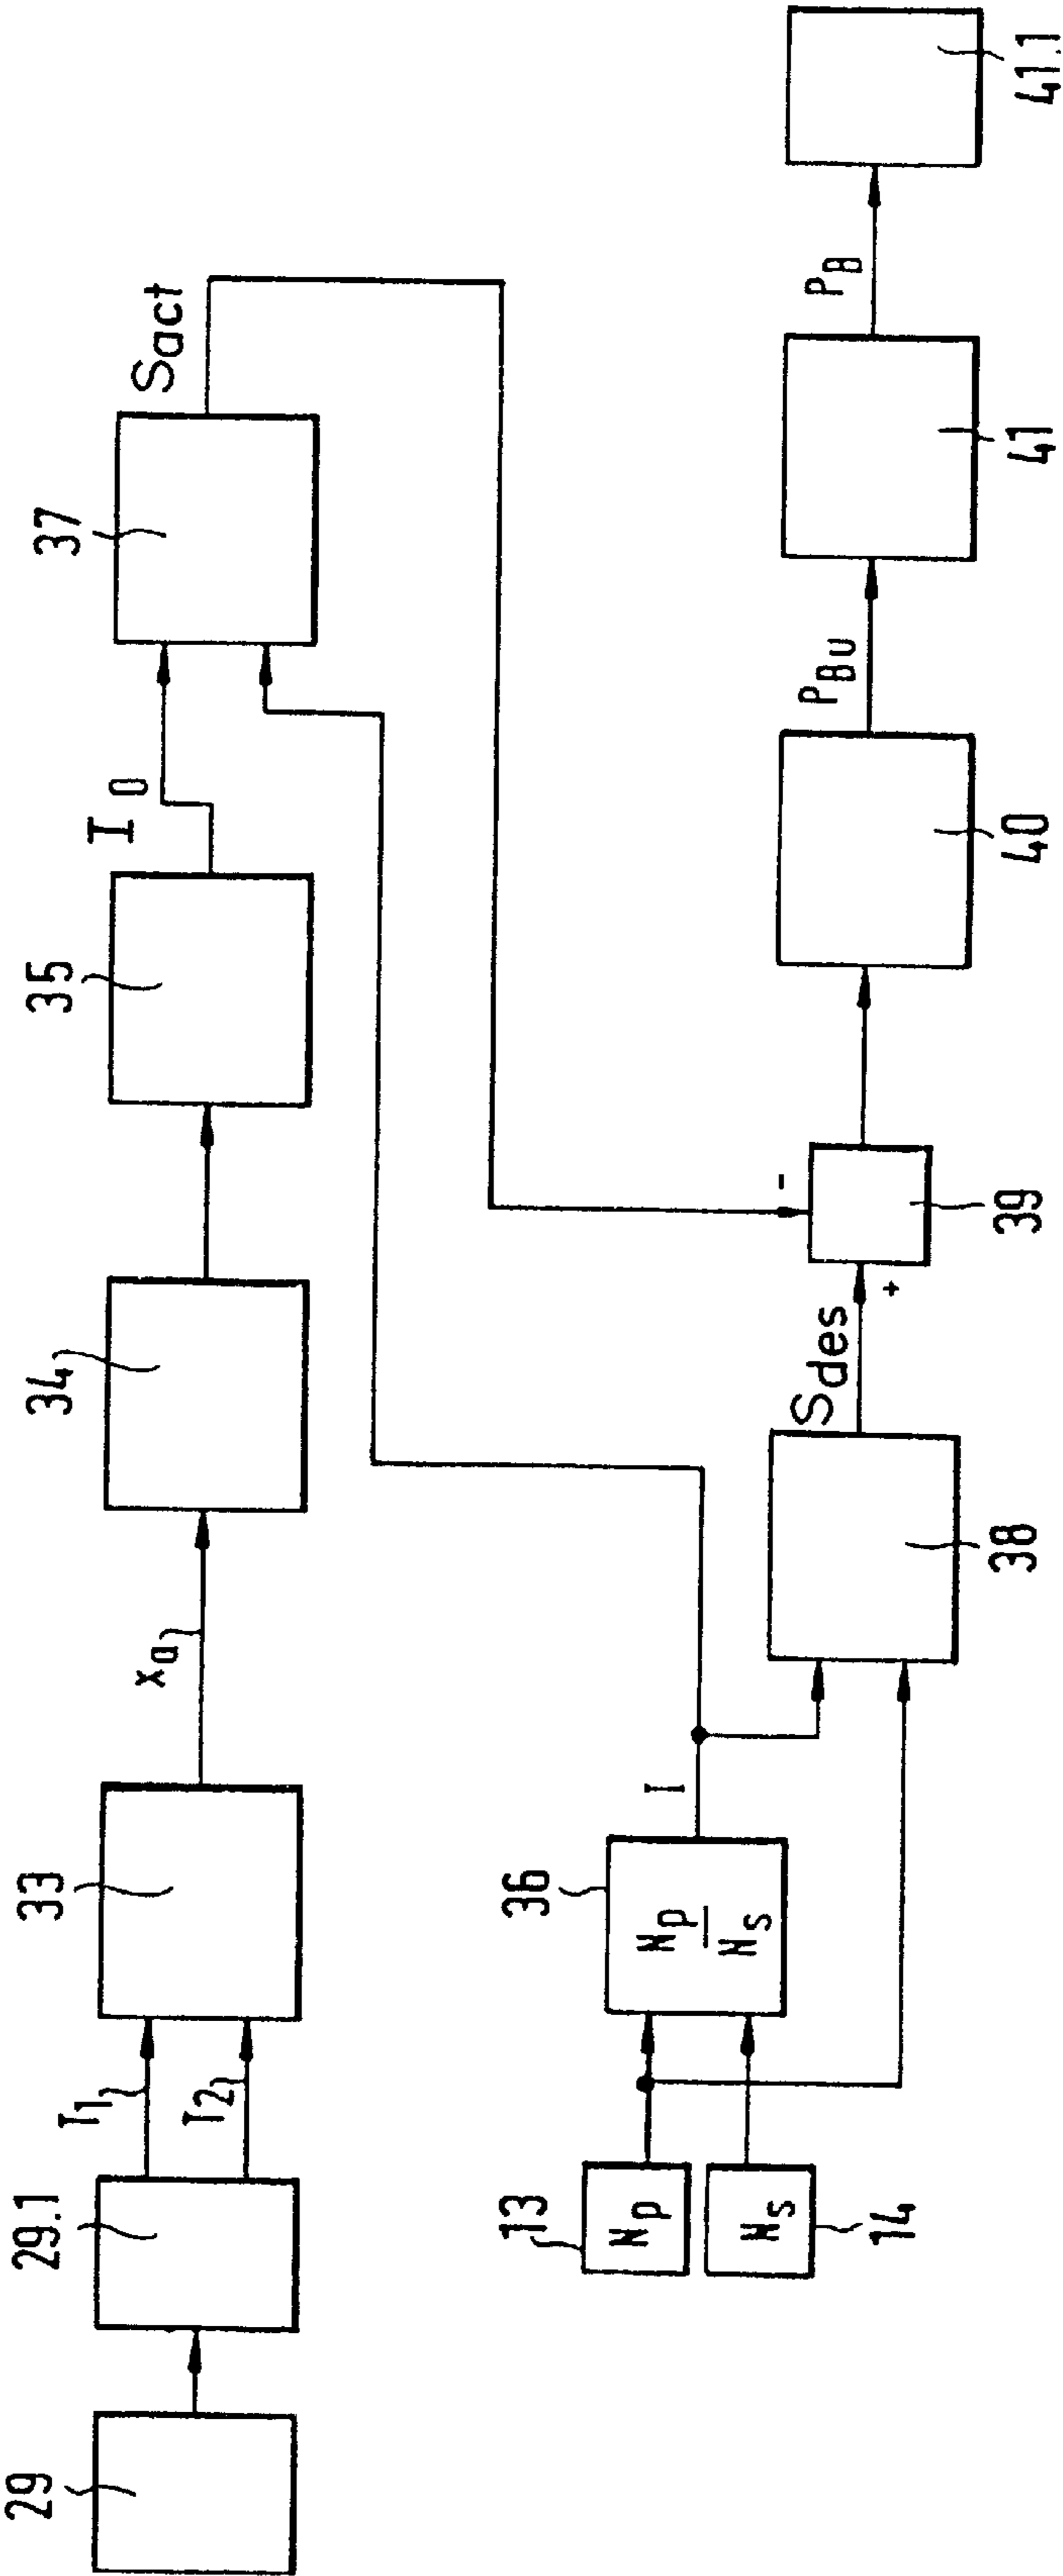 29
29.1
T1
T2
33
xa
34
35
I0
37
Sact
13
Np
Ns
14
36
Np
Ns
I
38
Sdes
+
-
39
40
PBU
41
PB
41.1